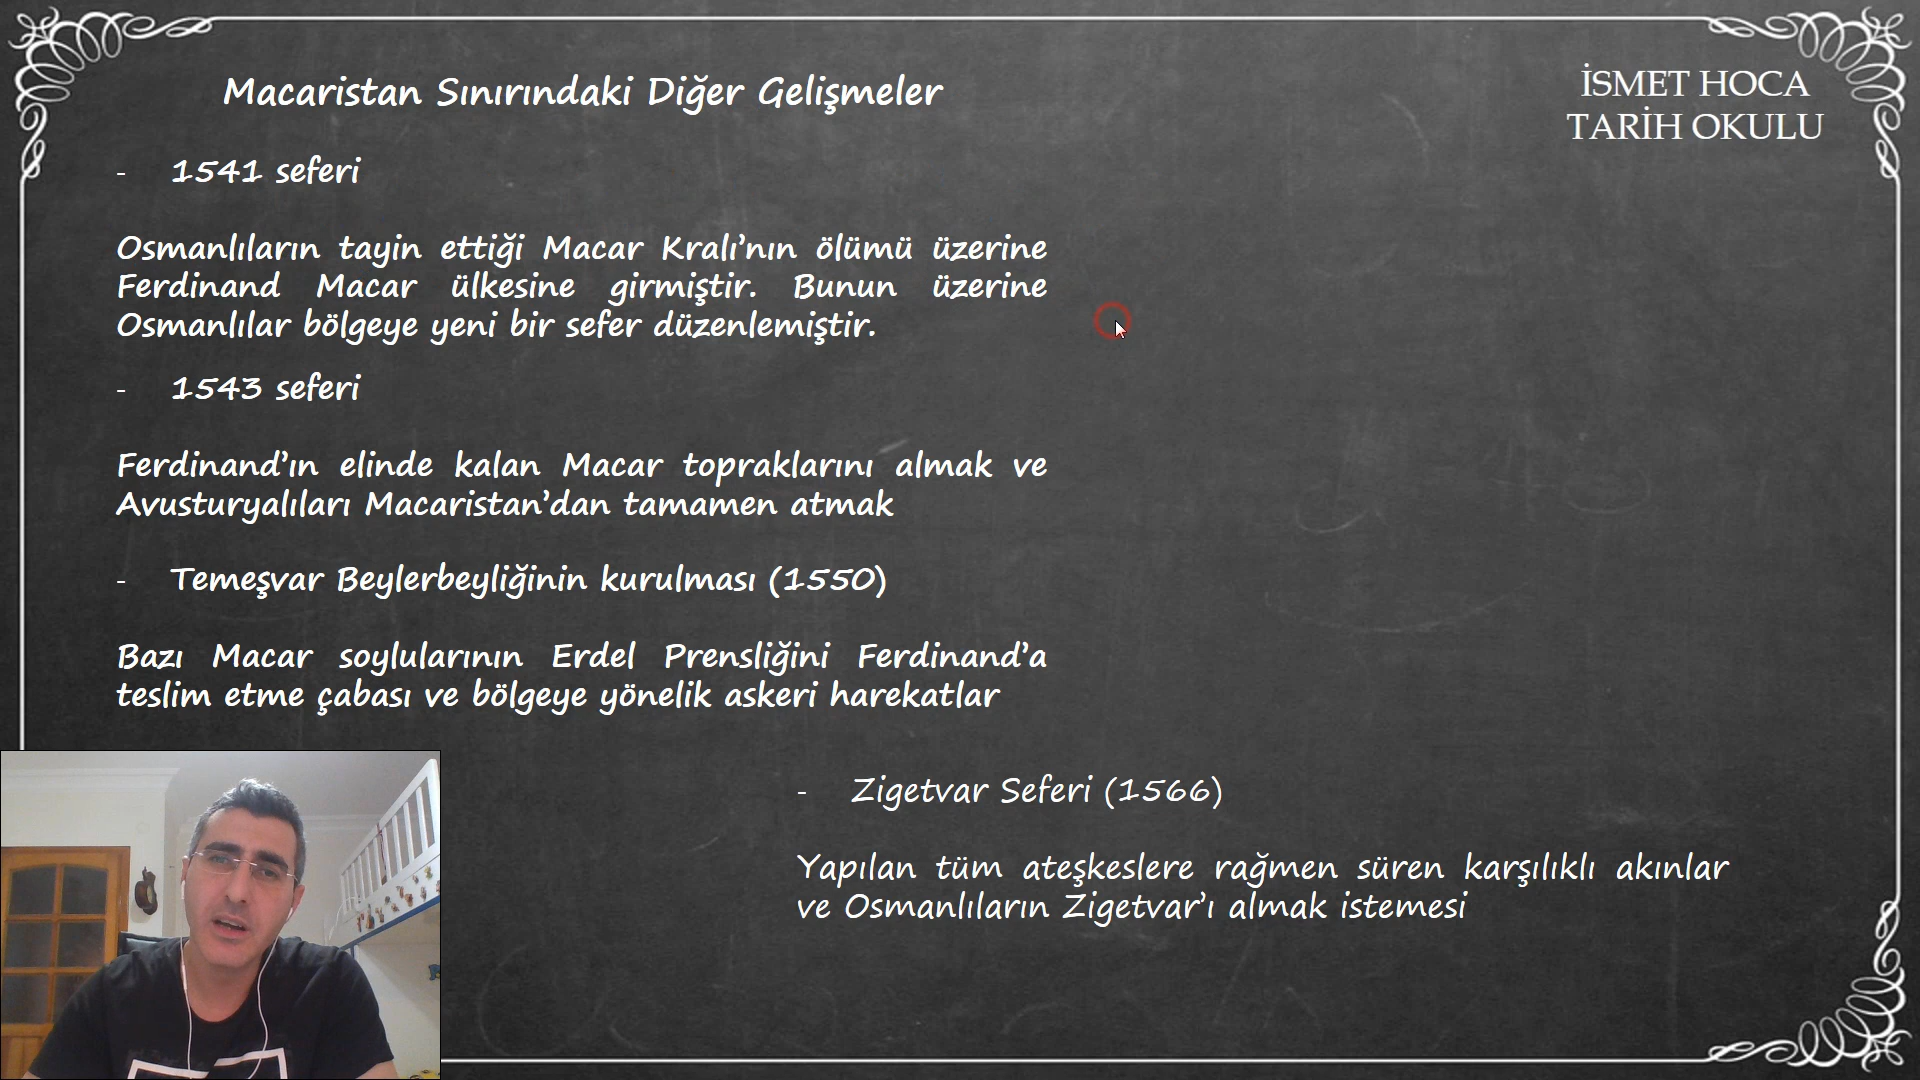 Macaristan Sınırındaki Diğer Gelişmeler
İSMET HOCA
TARİH OKULU
- 1541 seferi
Osmanlıların tayin ettiği Macar Kralı’nın ölümü üzerine
Ferdinand Macar ülkesine girmiştir. Bunun üzerine
Osmanlılar bölgeye yeni bir sefer düzenlemiştir.
- 1543 seferi
Ferdinand’ın elinde kalan Macar topraklarını almak ve
Avusturyalıları Macaristan’dan tamamen atmak
- Temeşvar Beylerbeyliğinin kurulması (1550)
Bazı Macar soylularının Erdel Prensliğini Ferdinand’a
teslim etme çabası ve bölgeye yönelik askeri harekatlar
- Zigetvar Seferi (1566)
Yapılan tüm ateşkeslere rağmen süren karşılıklı akınlar
ve Osmanlıların Zigetvar’ı almak istemesi